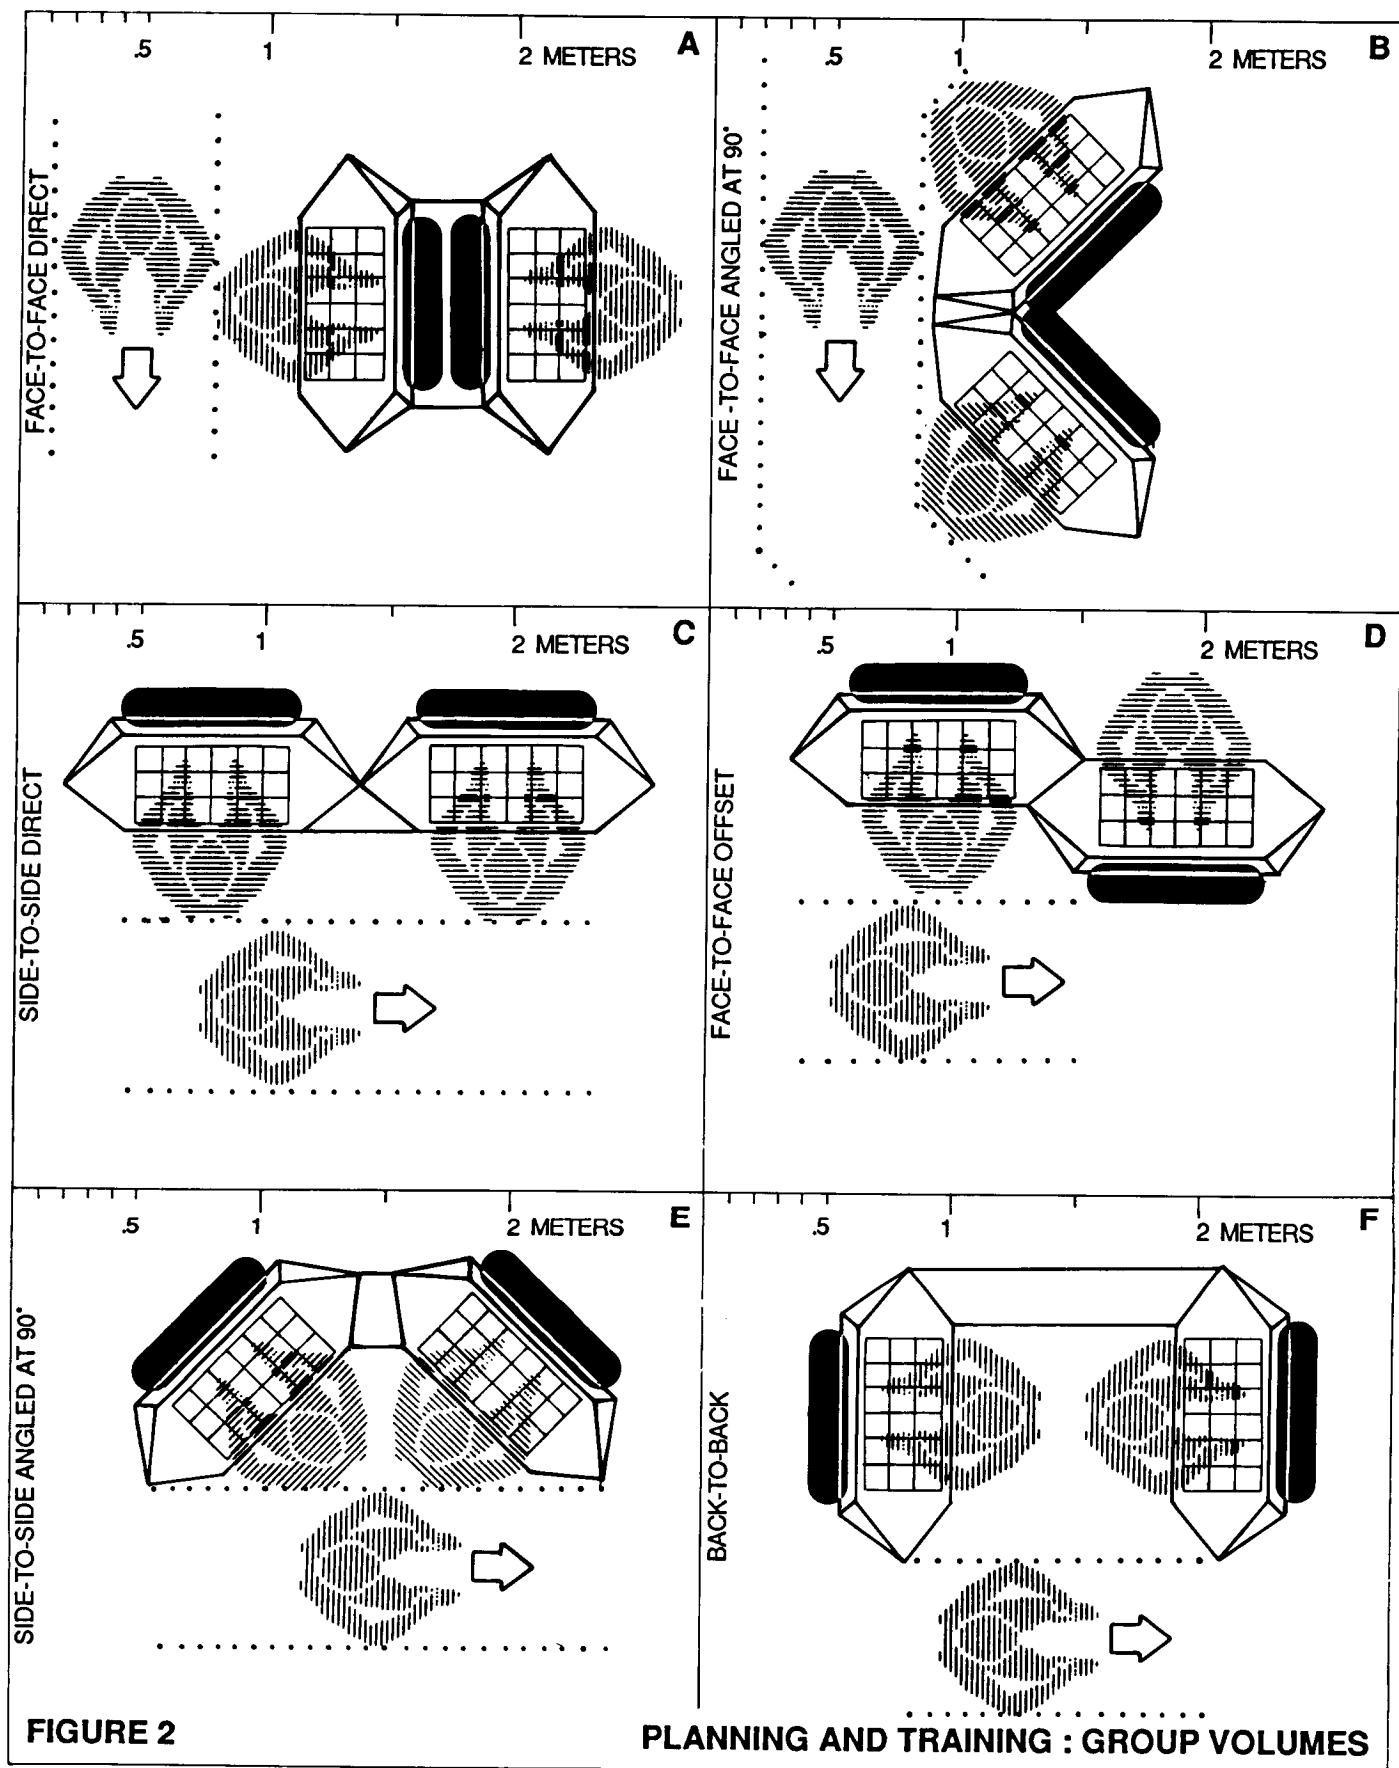 .5 1 2 METERS A
FACE-TO-FACE DIRECT
.5 1 2 METERS B
FACE-TO-FACE ANGLED AT 90°
.5 1 2 METERS C
SIDE-TO-SIDE DIRECT
.5 1 2 METERS D
FACE-TO-FACE OFFSET
.5 1 2 METERS E
SIDE-TO-SIDE ANGLED AT 90°
.5 1 2 METERS F
BACK-TO-BACK
FIGURE 2
PLANNING AND TRAINING : GROUP VOLUMES